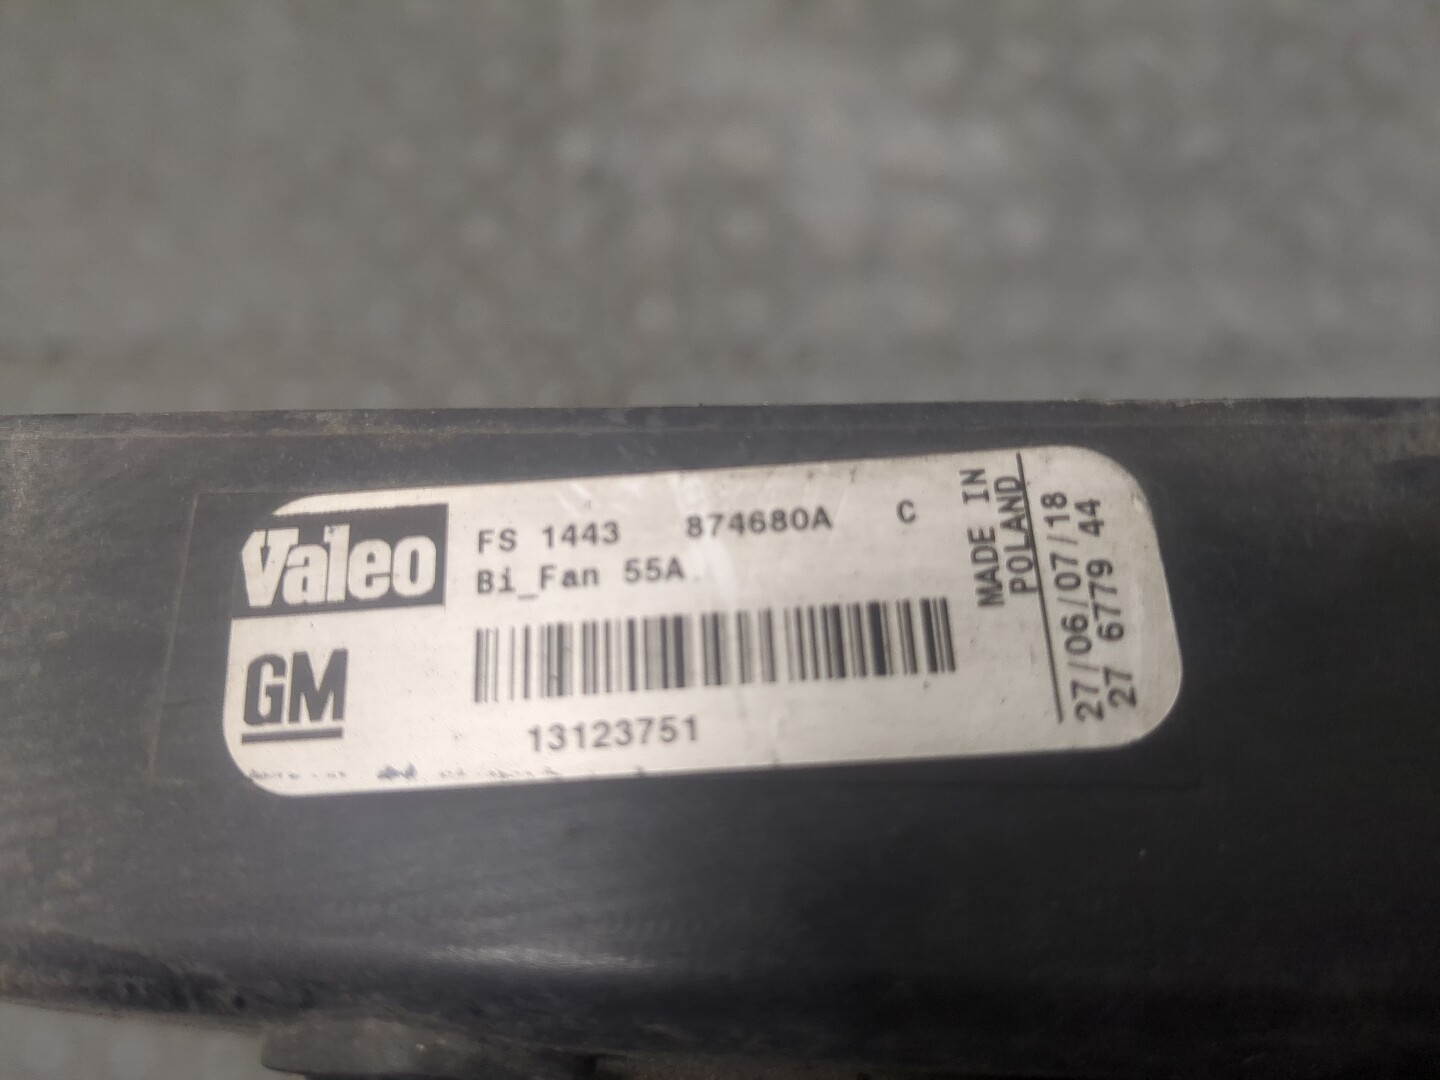 Valeo
FS 1443 874680A C
Bi_Fan 55A
GM
13123751
MADE IN
POLAND
27/06/07/18
27 6779 44